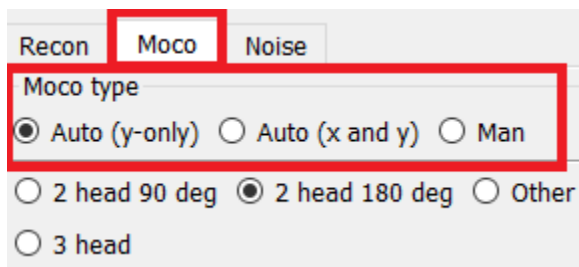 Recon Moco Noise
Moco type
Auto (y-only) Auto (x and y) Man
2 head 90 deg 2 head 180 deg Other
3 head